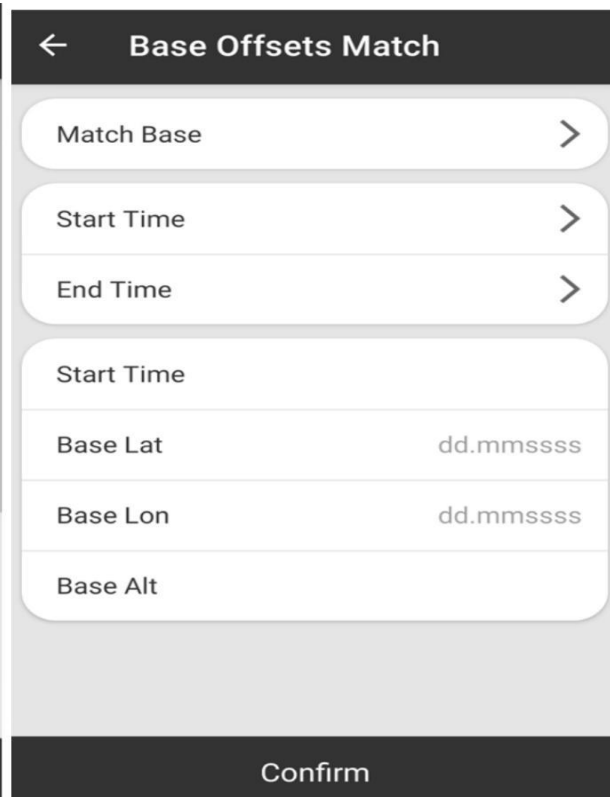 Base Offsets Match
Match Base
Start Time
End Time
Start Time
Base Lat dd.mmssss
Base Lon dd.mmssss
Base Alt
Confirm